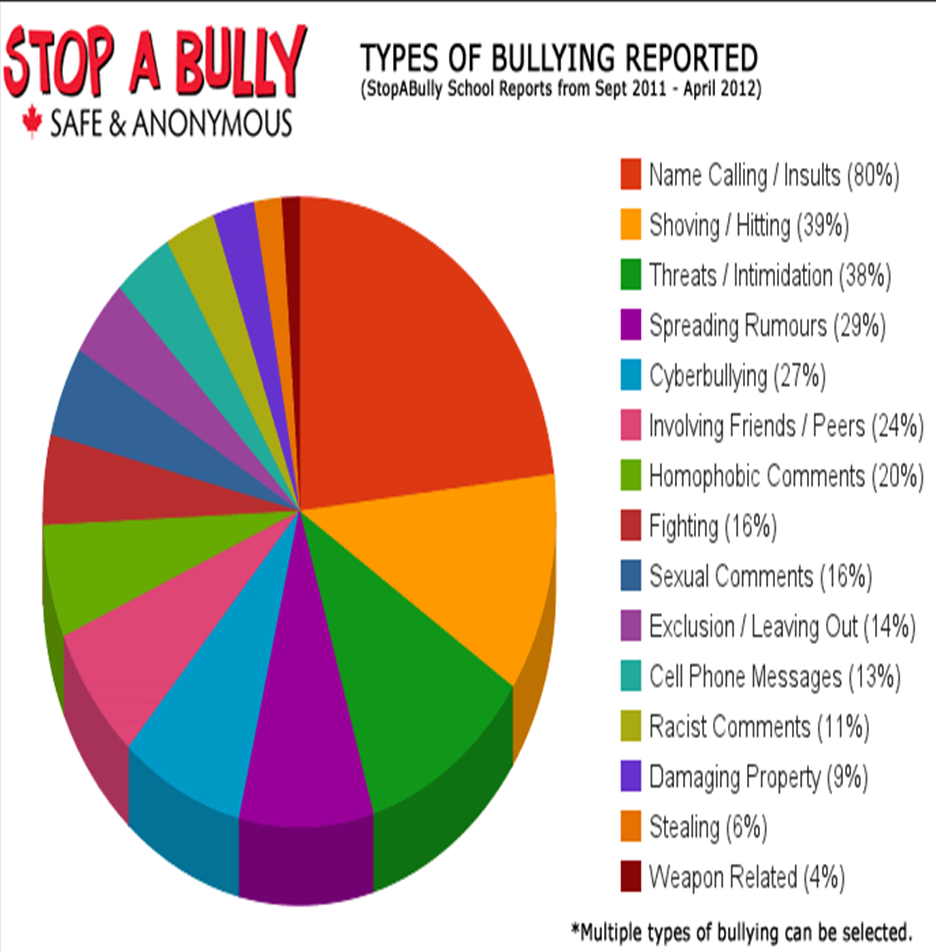 STOP A BULLY
SAFE & ANONYMOUS
TYPES OF BULLYING REPORTED
(StopABully School Reports from Sept 2011 - April 2012)
Name Calling / Insults (80%)
Shoving / Hitting (39%)
Threats / Intimidation (38%)
Spreading Rumours (29%)
Cyberbullying (27%)
Involving Friends / Peers (24%)
Homophobic Comments (20%)
Fighting (16%)
Sexual Comments (16%)
Exclusion / Leaving Out (14%)
Cell Phone Messages (13%)
Racist Comments (11%)
Damaging Property (9%)
Stealing (6%)
Weapon Related (4%)
*Multiple types of bullying can be selected.